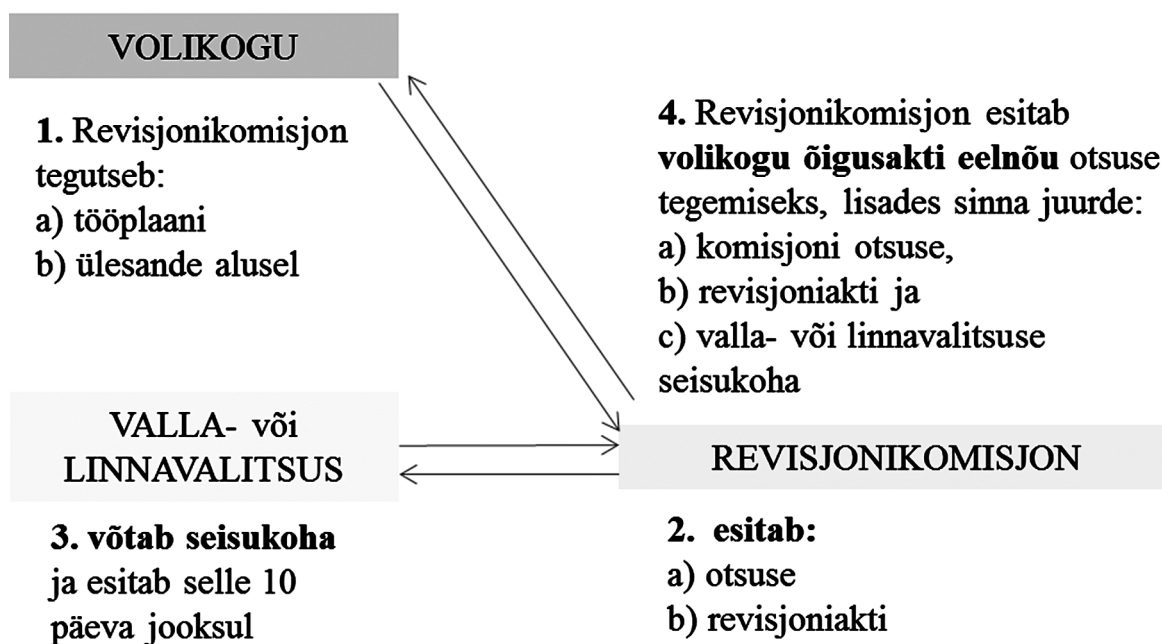 VOLIKOGU
1. Revisjonikomisjon
tegutseb:
a) tööplaani
b) ülesande alusel
4. Revisjonikomisjon esitab
volikogu õigusakti eelnõu otsuse
tegemiseks, lisades sinna juurde:
a) komisjoni otsuse,
b) revisjoniakti ja
c) valla- või linnavalitsuse
seisukoha
VALLA- või
LINNAVALITSUS
REVISJONIKOMISJON
3. võtab seisukoha
ja esitab selle 10
päeva jooksul
2. esitab:
a) otsuse
b) revisjoniakti